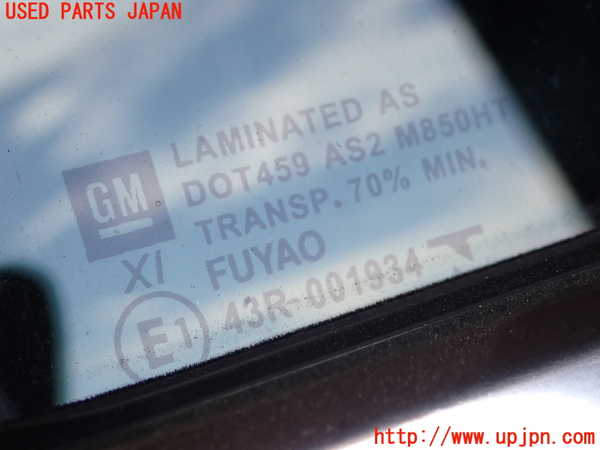 USED PARTS JAPAN
GM
LAMINATED AS
DOT459 AS2 M850HT
TRANSP. 70% MIN.
XI FUYAO
E1 43R-001934
http://www.upjpn.com